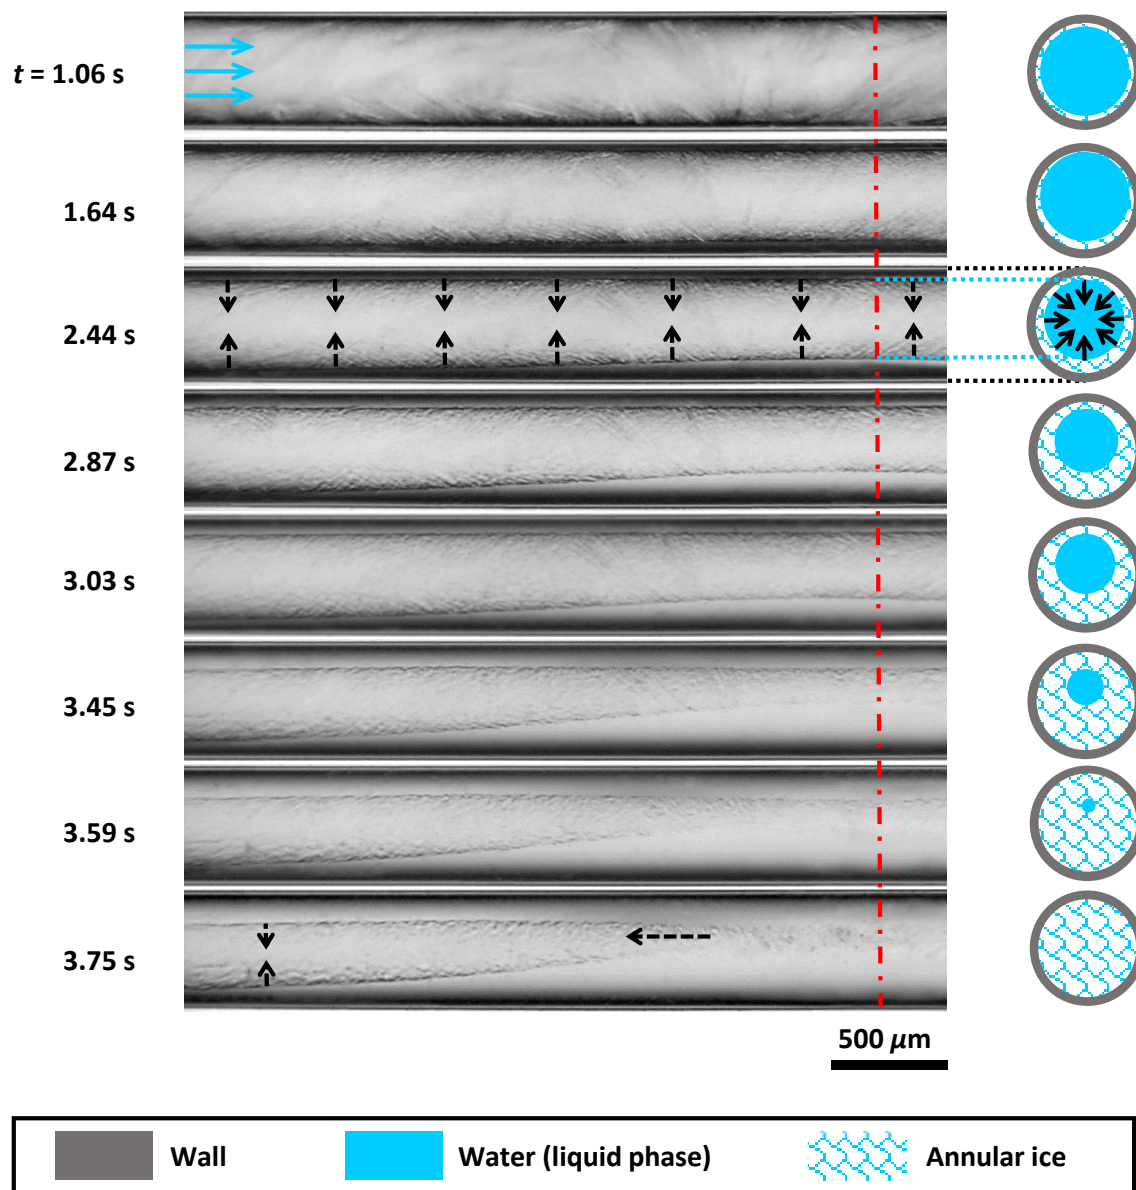 t = 1.06 s
1.64 s
2.44 s
2.87 s
3.03 s
3.45 s
3.59 s
3.75 s
500 µm
Wall
Water (liquid phase)
Annular ice